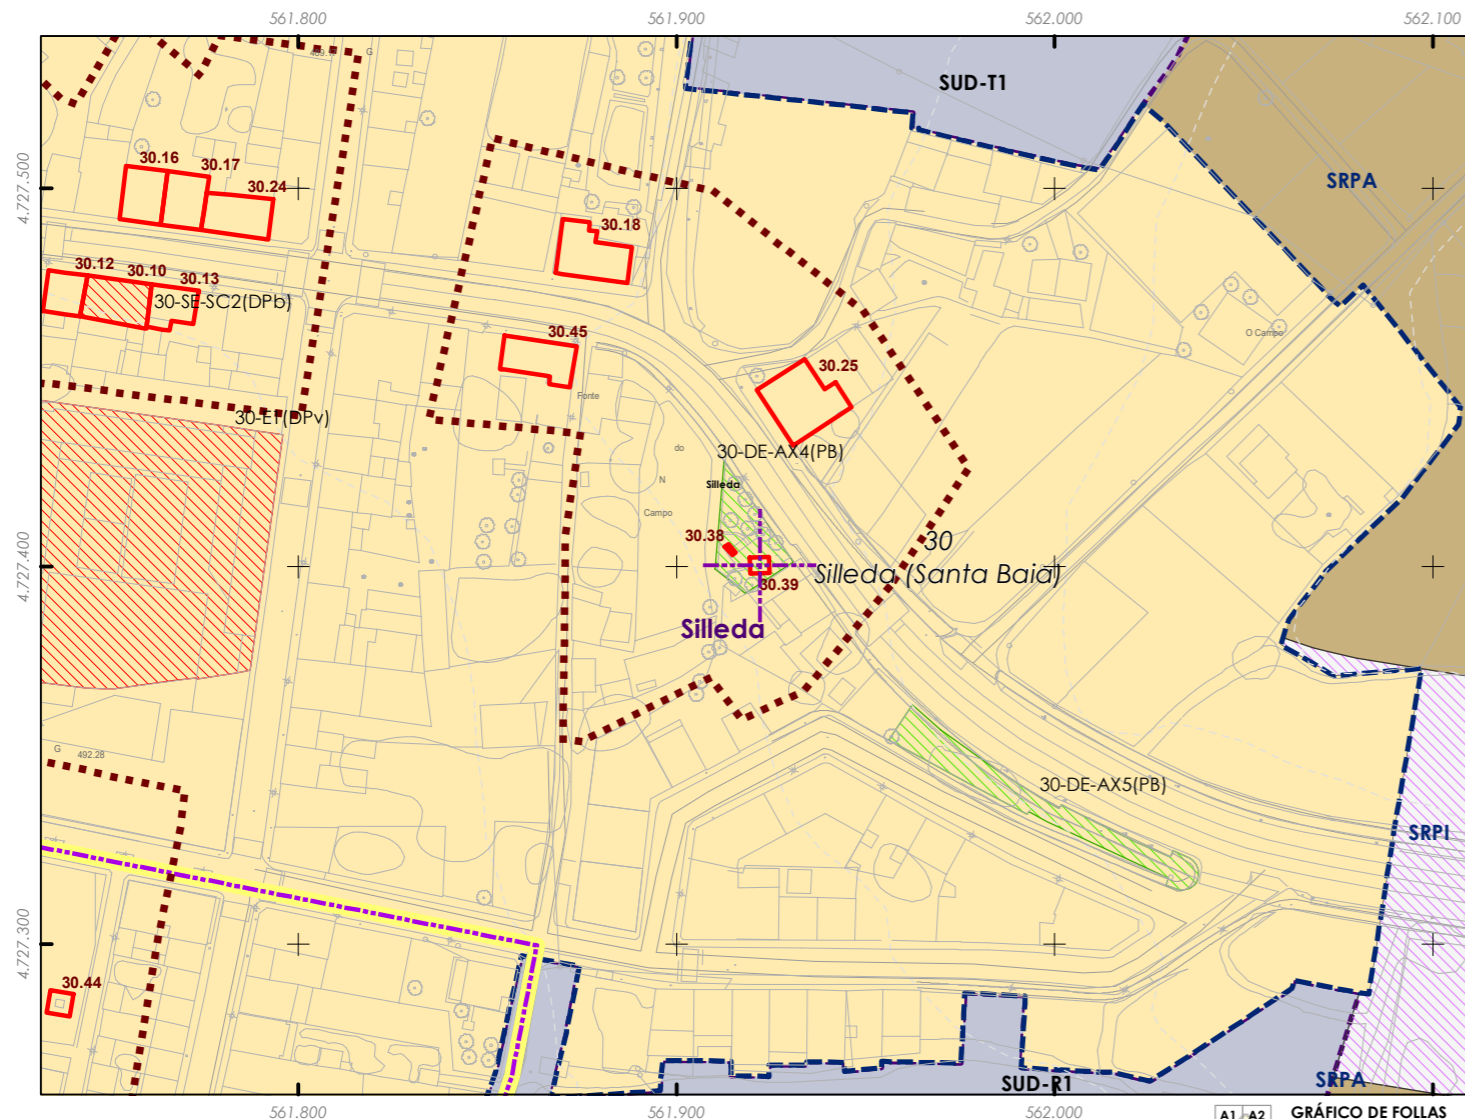 561.800
561.900
562.000
562.100
G
SUD-T1
SRPA
4.727.500
30.16
30.17
30.24
30.18
30.12
30.10
30.13
30-SE-SC2(DPb)
30.45
O Campo
30.25
Fonte
30-E1(DPv)
do
30-DE-AX4(PB)
N
Silleda
Campo
30.38
30
4.727.400
Silleda (Santa Baia)
30.39
Silleda
G
492.28
30-DE-AX5(PB)
SRPI
4.727.300
30.44
SUD-R1
SRPA
561.800
561.900
562.000
A1 A2
GRÁFICO DE FOLLAS